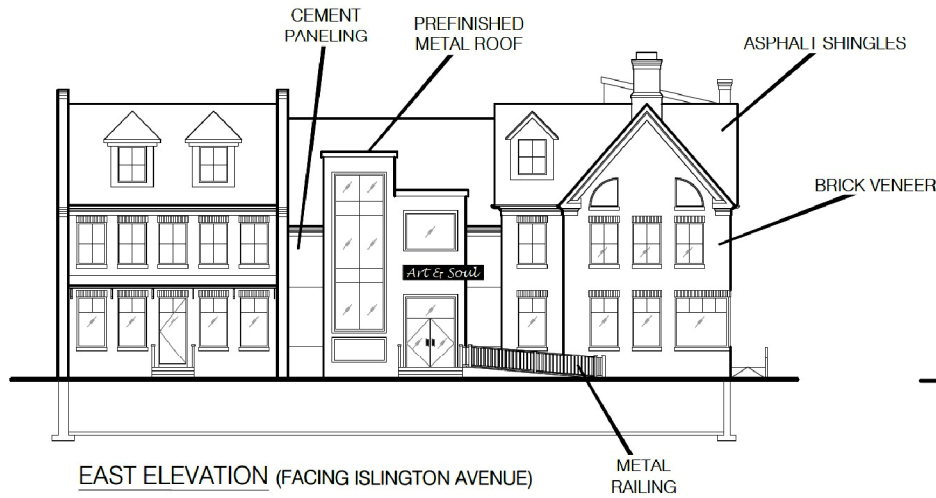 CEMENT
PANELING
PREFINISHED
METAL ROOF
ASPHALT SHINGLES
BRICK VENEER
Art & Soul
METAL
RAILING
EAST ELEVATION (FACING ISLINGTON AVENUE)